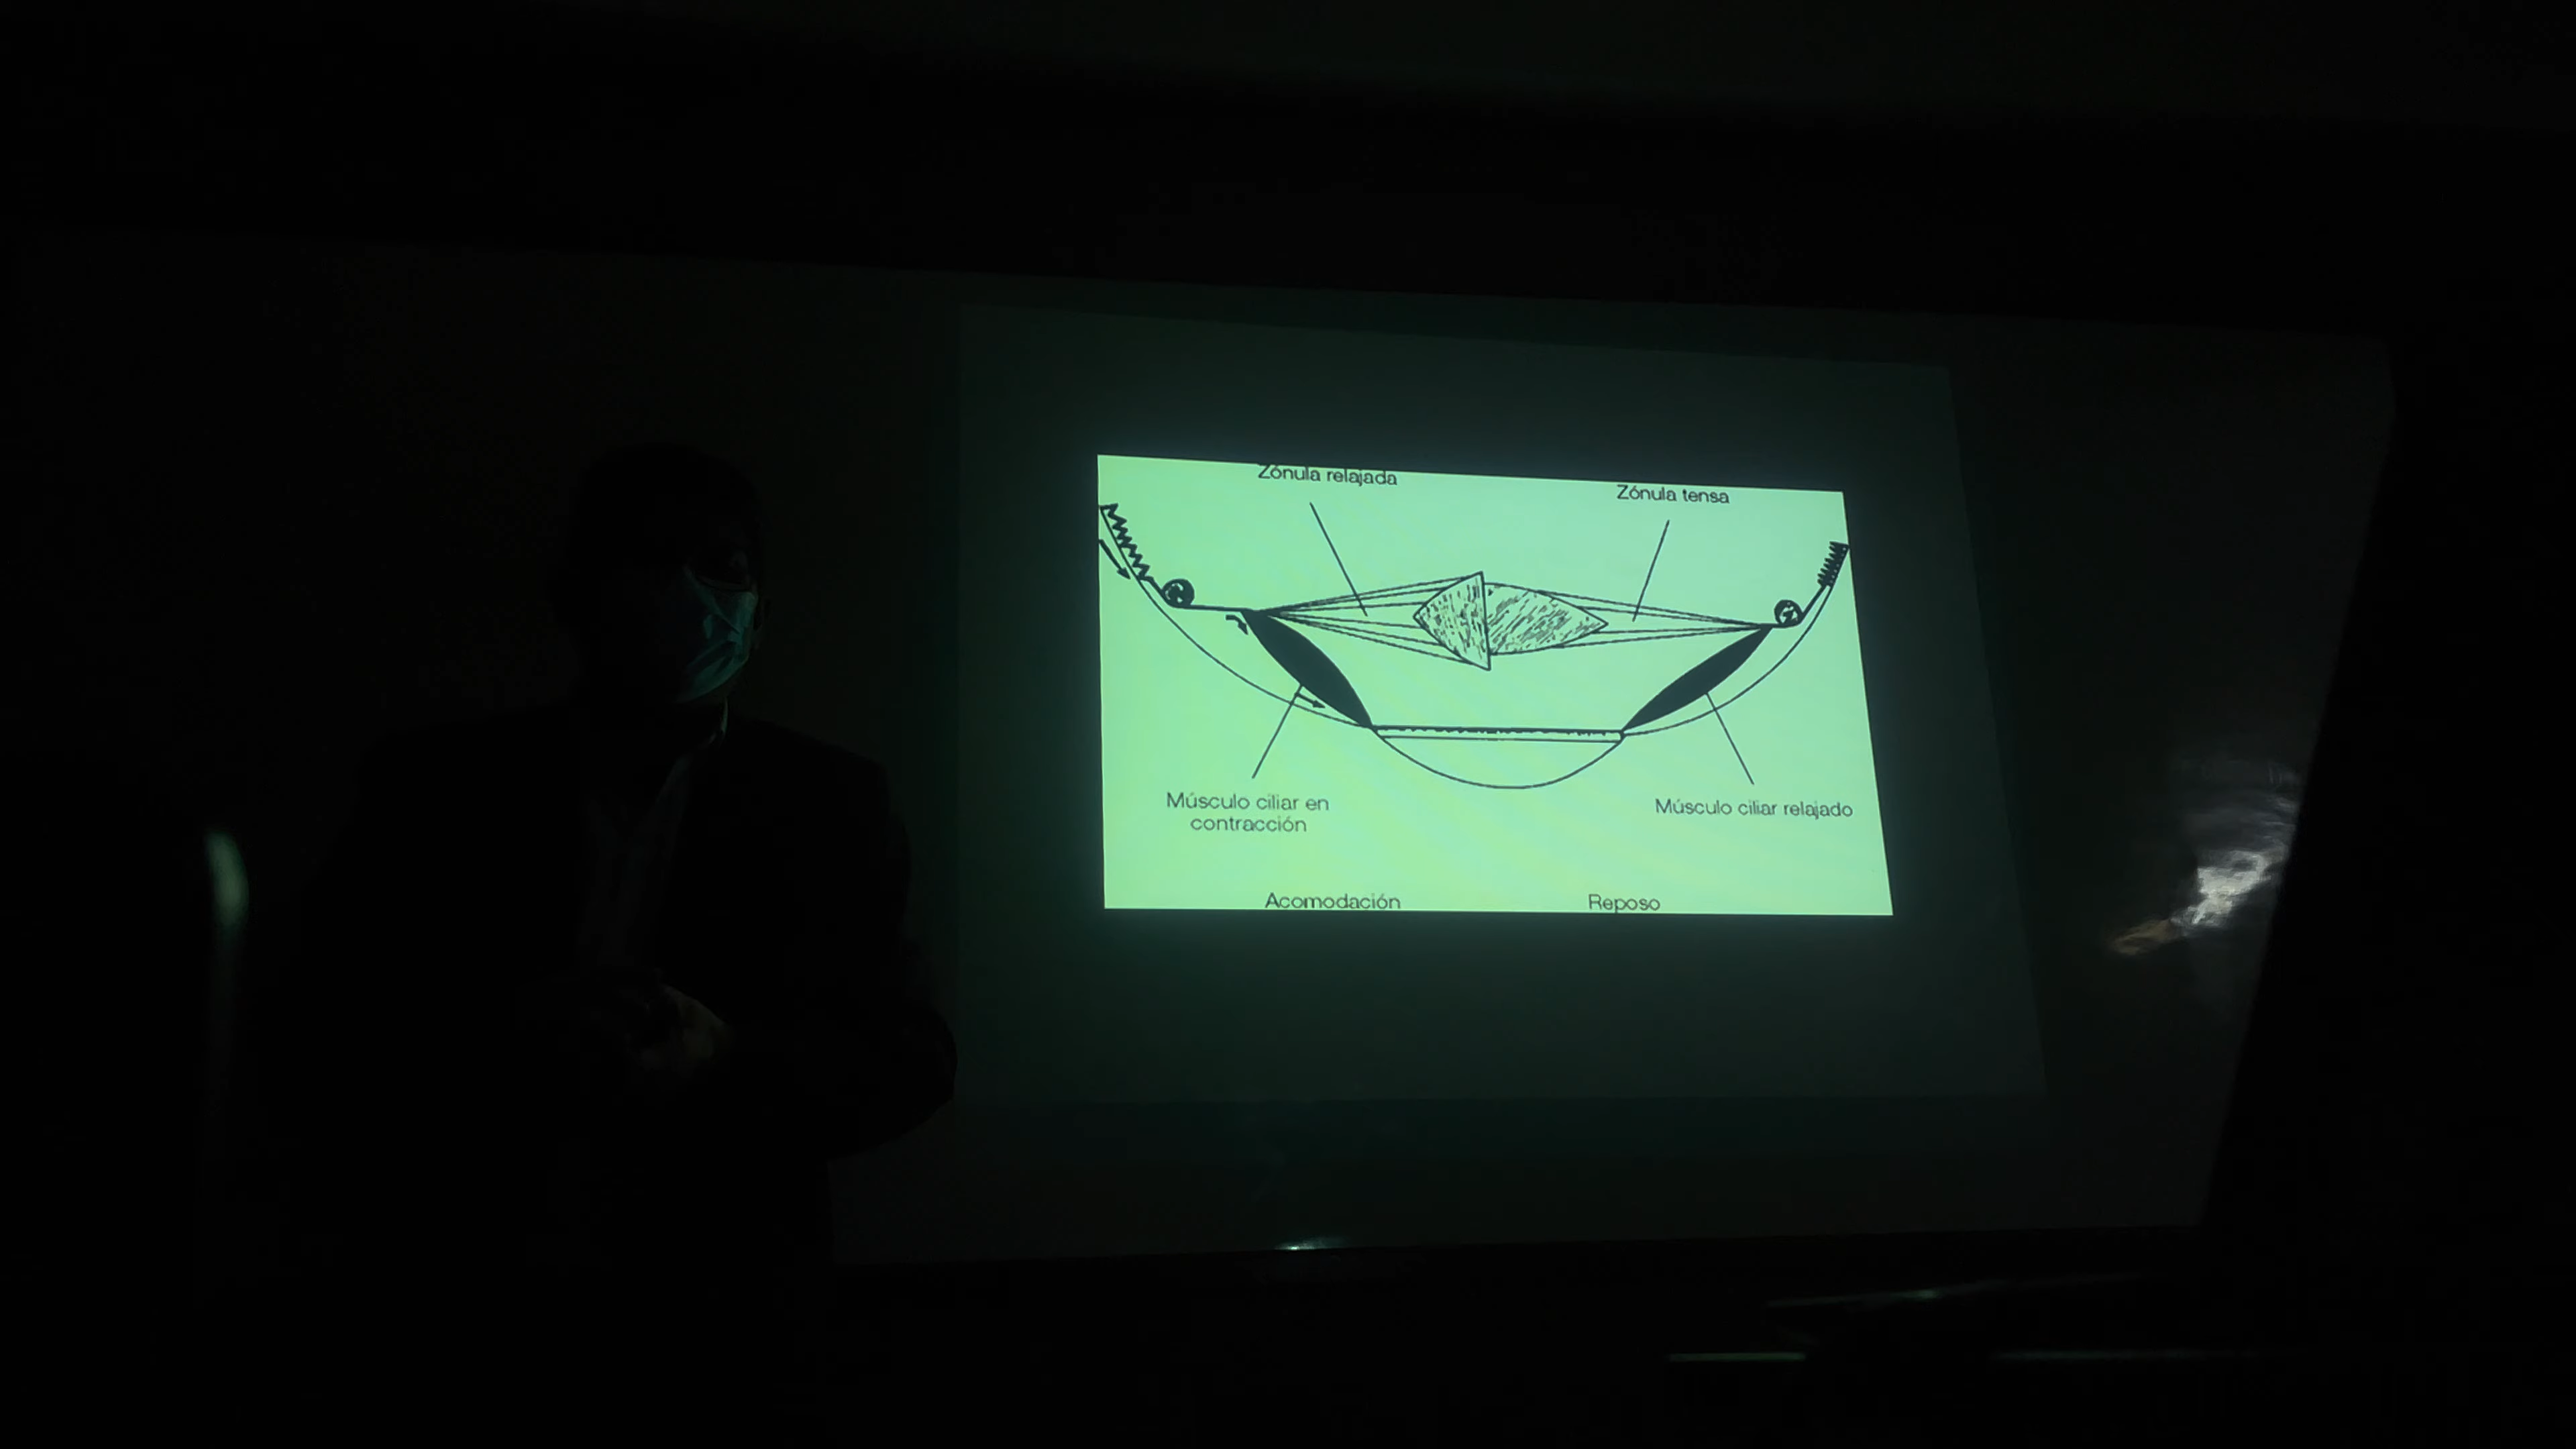 Zónula relajada
Zónula tensa
Músculo ciliar en
contracción
Músculo ciliar relajado
Acomodación
Reposo